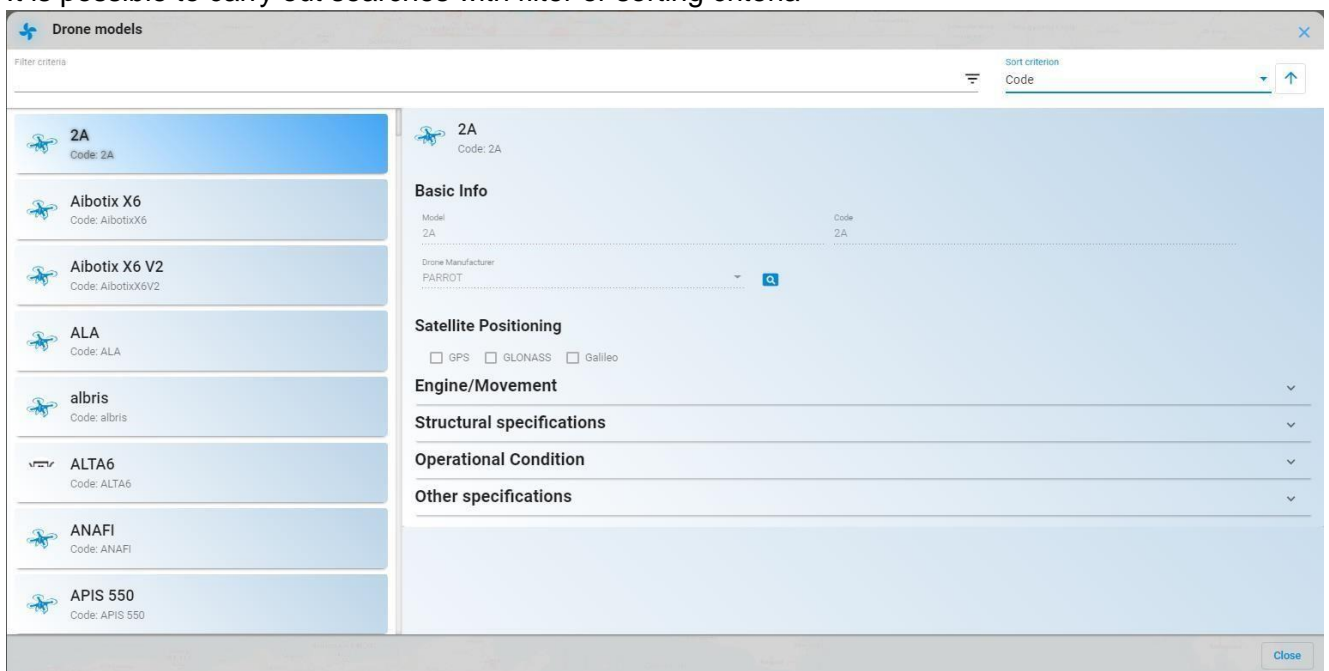 It is possible to carry out searches with filter or sorting criteria
Drone models
Filter criteria
Sort criterion
Code
2A
Code: 2A
Aibotix X6
Code: AibotixX6
Aibotix X6 V2
Code: AibotixX6V2
ALA
Code: ALA
albris
Code: albris
ALTA6
Code: ALTA6
ANAFI
Code: ANAFI
APIS 550
Code: APIS 550
2A
Code: 2A
Basic Info
Model Code
2A 2A
Drone Manufacturer
PARROT
Satellite Positioning
GPS GLONASS Galileo
Engine/Movement
Structural specifications
Operational Condition
Other specifications
Close